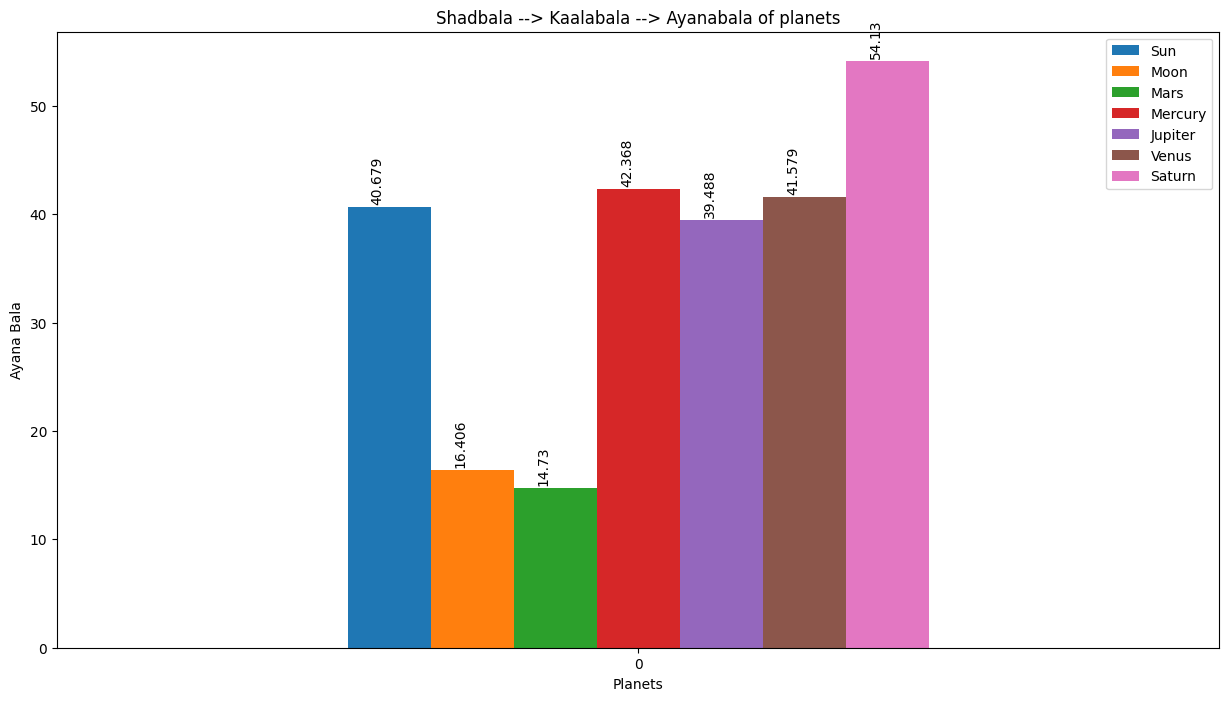 Shadbala --> Kaalabala --> Ayanabala of planets
Sun
Moon
Mars
Mercury
Jupiter
Venus
Saturn
Ayana Bala
50
40
30
20
10
0
40.679
16.406
14.73
42.368
39.488
41.579
54.13
0
Planets